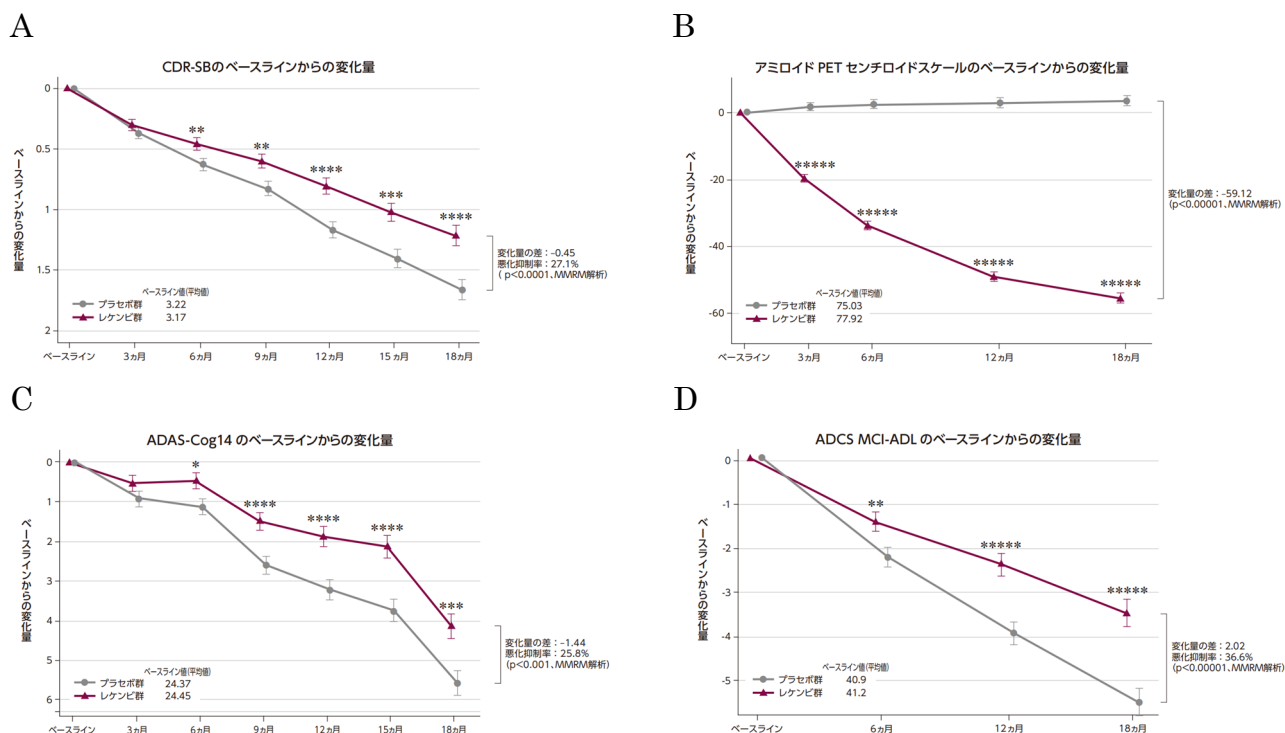 A
CDR-SBのベースラインからの変化量
ベースラインからの変化量
0
0.5
1
1.5
2
**
**
****
***
****
変化量の差：-0.45
悪化抑制率：27.1%
( p<0.0001、MMRM解析)
ベースライン値(平均値)
プラセボ群 3.22
レケンビ群 3.17
ベースライン 3ヵ月 6ヵ月 9ヵ月 12ヵ月 15ヵ月 18ヵ月
B
アミロイド PET センチロイドスケールのベースラインからの変化量
ベースラインからの変化量
0
-20
-40
-60
*****
*****
*****
*****
変化量の差：-59.12
(p<0.00001、MMRM解析)
ベースライン値(平均値)
プラセボ群 75.03
レケンビ群 77.92
ベースライン 3ヵ月 6ヵ月 12ヵ月 18ヵ月
C
ADAS-Cog14 のベースラインからの変化量
ベースラインからの変化量
0
1
2
3
4
5
6
*
****
****
****
***
変化量の差：-1.44
悪化抑制率：25.8%
(p<0.001、MMRM解析)
ベースライン値(平均値)
プラセボ群 24.37
レケンビ群 24.45
ベースライン 3ヵ月 6ヵ月 9ヵ月 12ヵ月 15ヵ月 18ヵ月
D
ADCS MCI-ADL のベースラインからの変化量
ベースラインからの変化量
0
-1
-2
-3
-4
-5
**
*****
*****
変化量の差：2.02
悪化抑制率：36.6%
(p<0.00001、MMRM解析)
ベースライン値(平均値)
プラセボ群 40.9
レケンビ群 41.2
ベースライン 6ヵ月 12ヵ月 18ヵ月